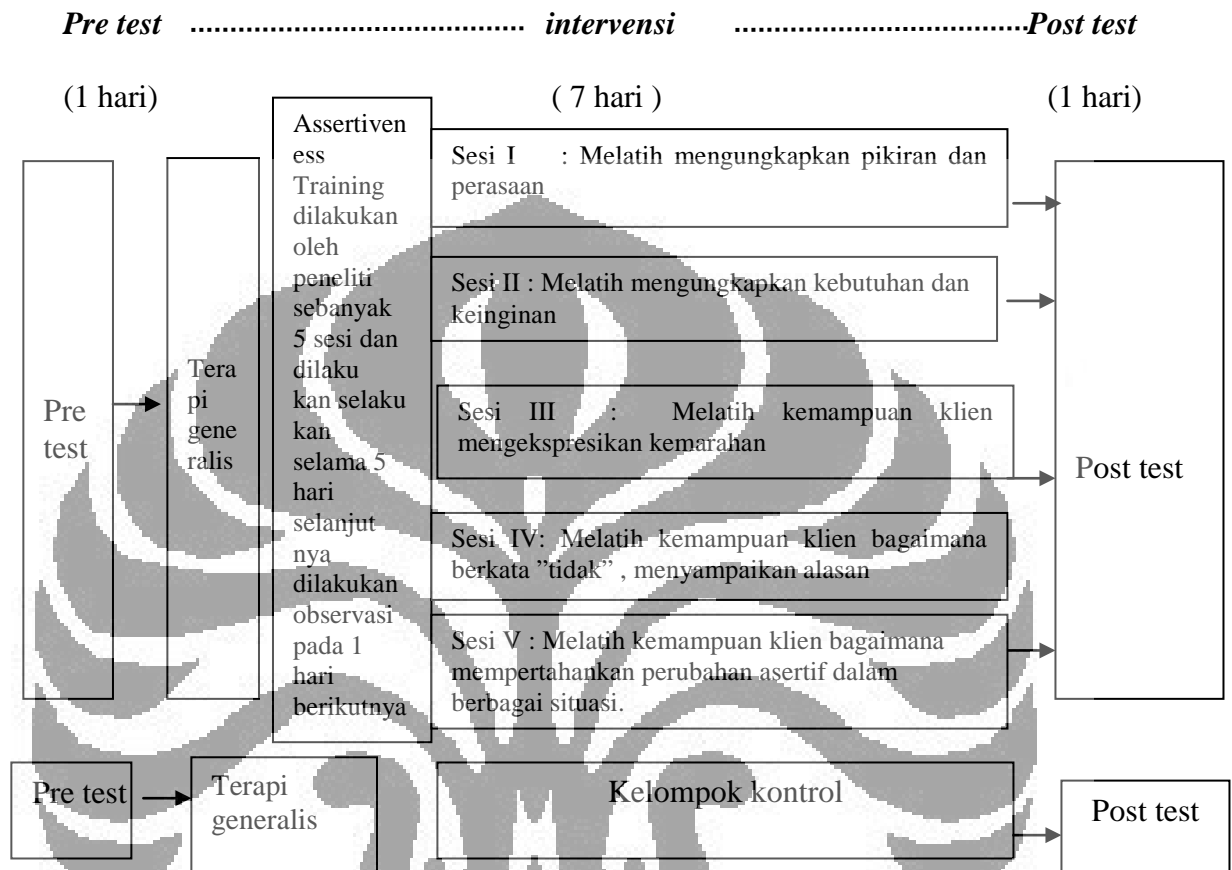 Pre test ........................................................ intervensi ................................................Post test
(1 hari) ( 7 hari ) (1 hari)
Pre
test
Tera
pi
gene
ralis
Assertiven
ess
Training
dilakukan
oleh
peneliti
sebanyak
5 sesi dan
dilaku
kan selaku
kan
selama 5
hari
selanjut
nya
dilakukan
observasi
pada 1
hari
berikutnya
Sesi I : Melatih mengungkapkan pikiran dan
perasaan
Sesi II : Melatih mengungkapkan kebutuhan dan
keinginan
Sesi III : Melatih kemampuan klien
mengekspresikan kemarahan
Sesi IV: Melatih kemampuan klien bagaimana
berkata ”tidak” , menyampaikan alasan
Sesi V : Melatih kemampuan klien bagaimana
mempertahankan perubahan asertif dalam
berbagai situasi.
Post test
Pre test
Terapi
generalis
Kelompok kontrol
Post test